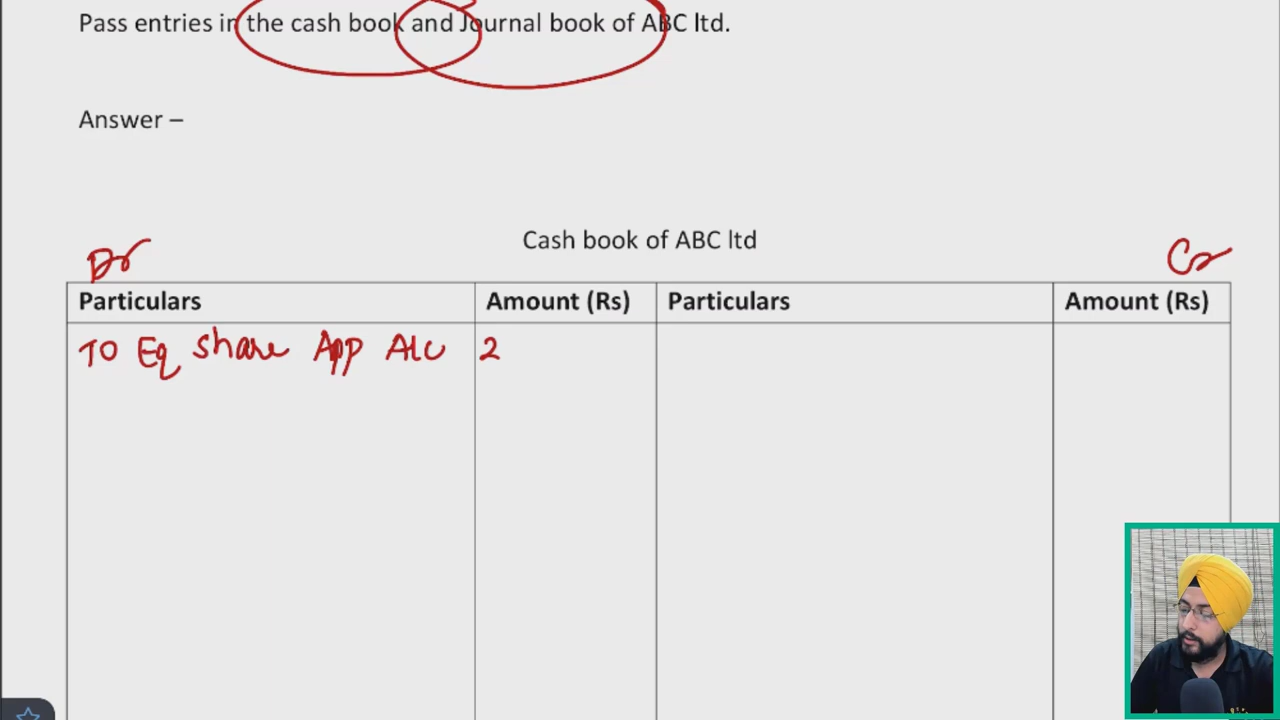 Pass entries in the cash book and Journal book of ABC ltd.
Answer –
Cash book of ABC ltd
Dr Cr
Particulars Amount (Rs) Particulars Amount (Rs)
To Eq share App A/c 2